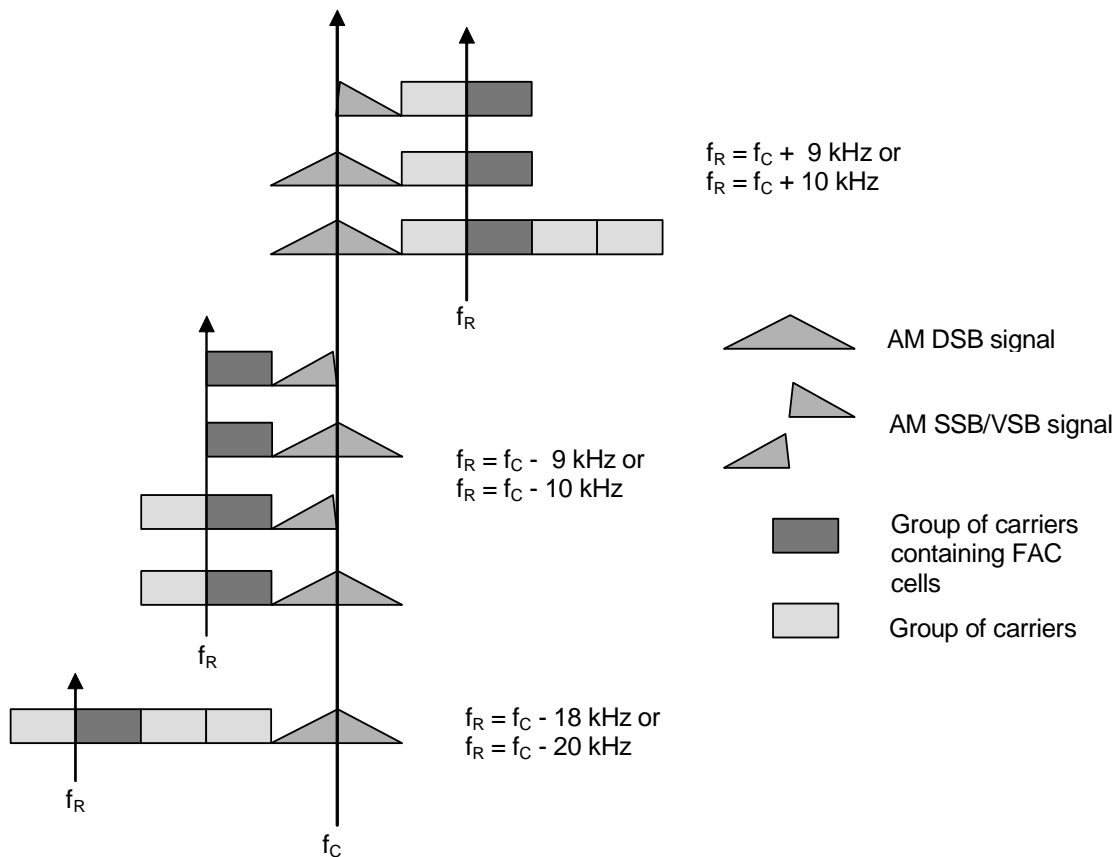 f_R = f_C + 9 kHz or
f_R = f_C + 10 kHz
f_R
AM DSB signal
AM SSB/VSB signal
f_R = f_C - 9 kHz or
f_R = f_C - 10 kHz
Group of carriers
containing FAC
cells
Group of carriers
f_R
f_R = f_C - 18 kHz or
f_R = f_C - 20 kHz
f_R
f_C